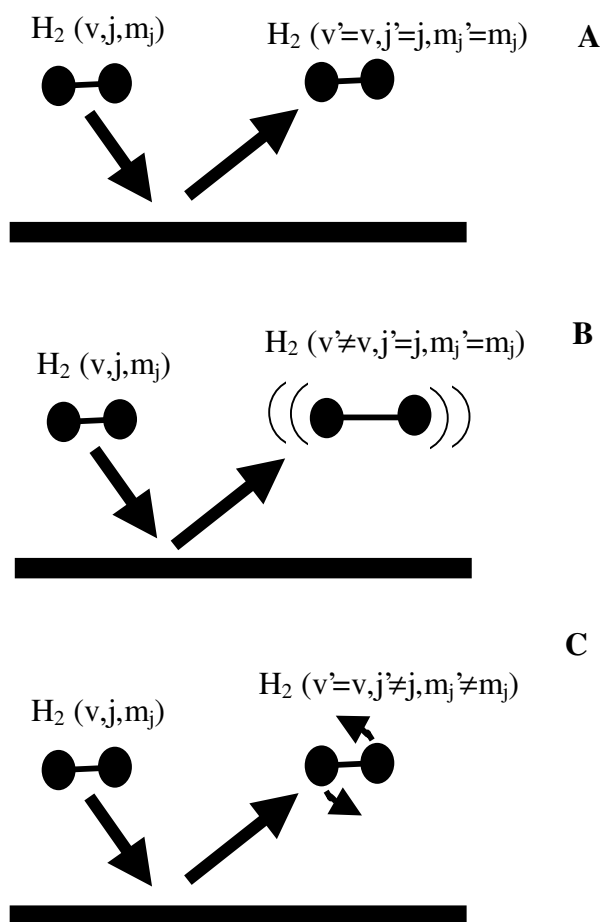 H₂ (v,j,mⱼ)
H₂ (v'=v,j'=j,mⱼ'=mⱼ)
A
H₂ (v,j,mⱼ)
H₂ (v'≠v,j'=j,mⱼ'=mⱼ)
B
H₂ (v,j,mⱼ)
H₂ (v'=v,j'≠j,mⱼ'≠mⱼ)
C